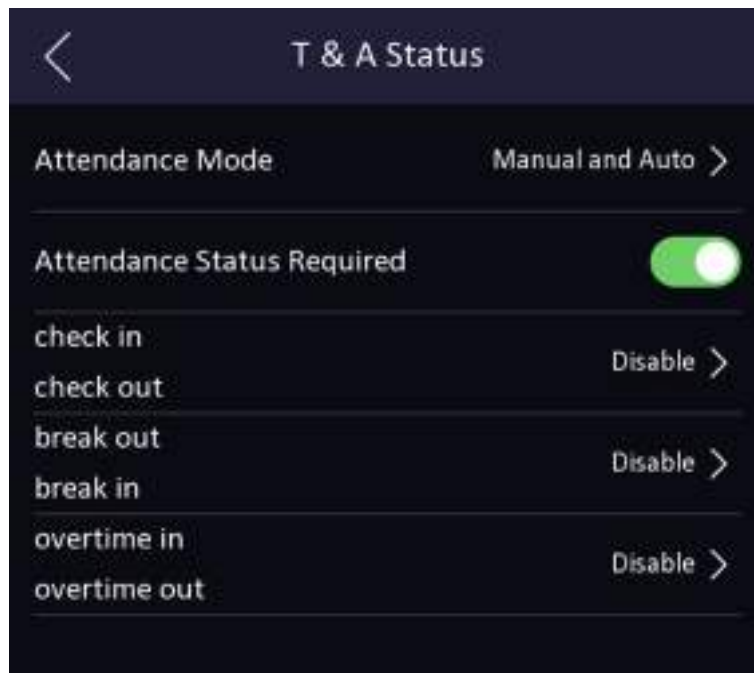 T & A Status
Attendance Mode Manual and Auto
Attendance Status Required
check in
check out
Disable
break out
break in
Disable
overtime in
overtime out
Disable